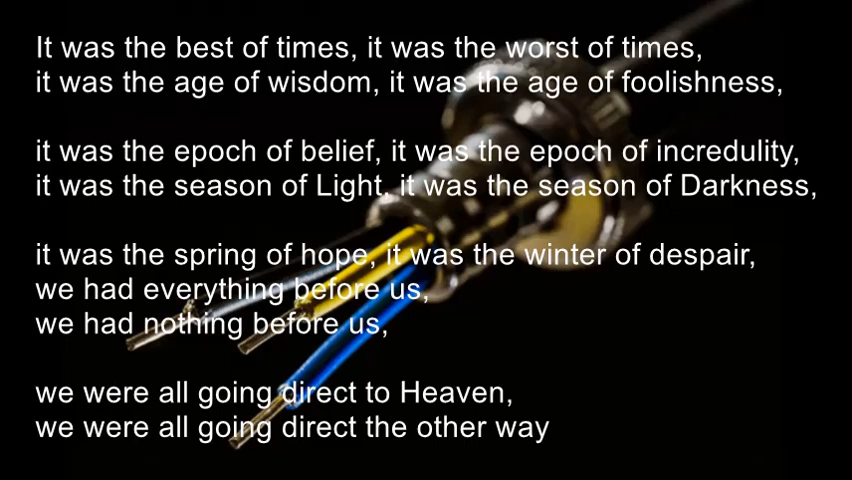 It was the best of times, it was the worst of times,
it was the age of wisdom, it was the age of foolishness,
it was the epoch of belief, it was the epoch of incredulity,
it was the season of Light, it was the season of Darkness,
it was the spring of hope, it was the winter of despair,
we had everything before us,
we had nothing before us,
we were all going direct to Heaven,
we were all going direct the other way